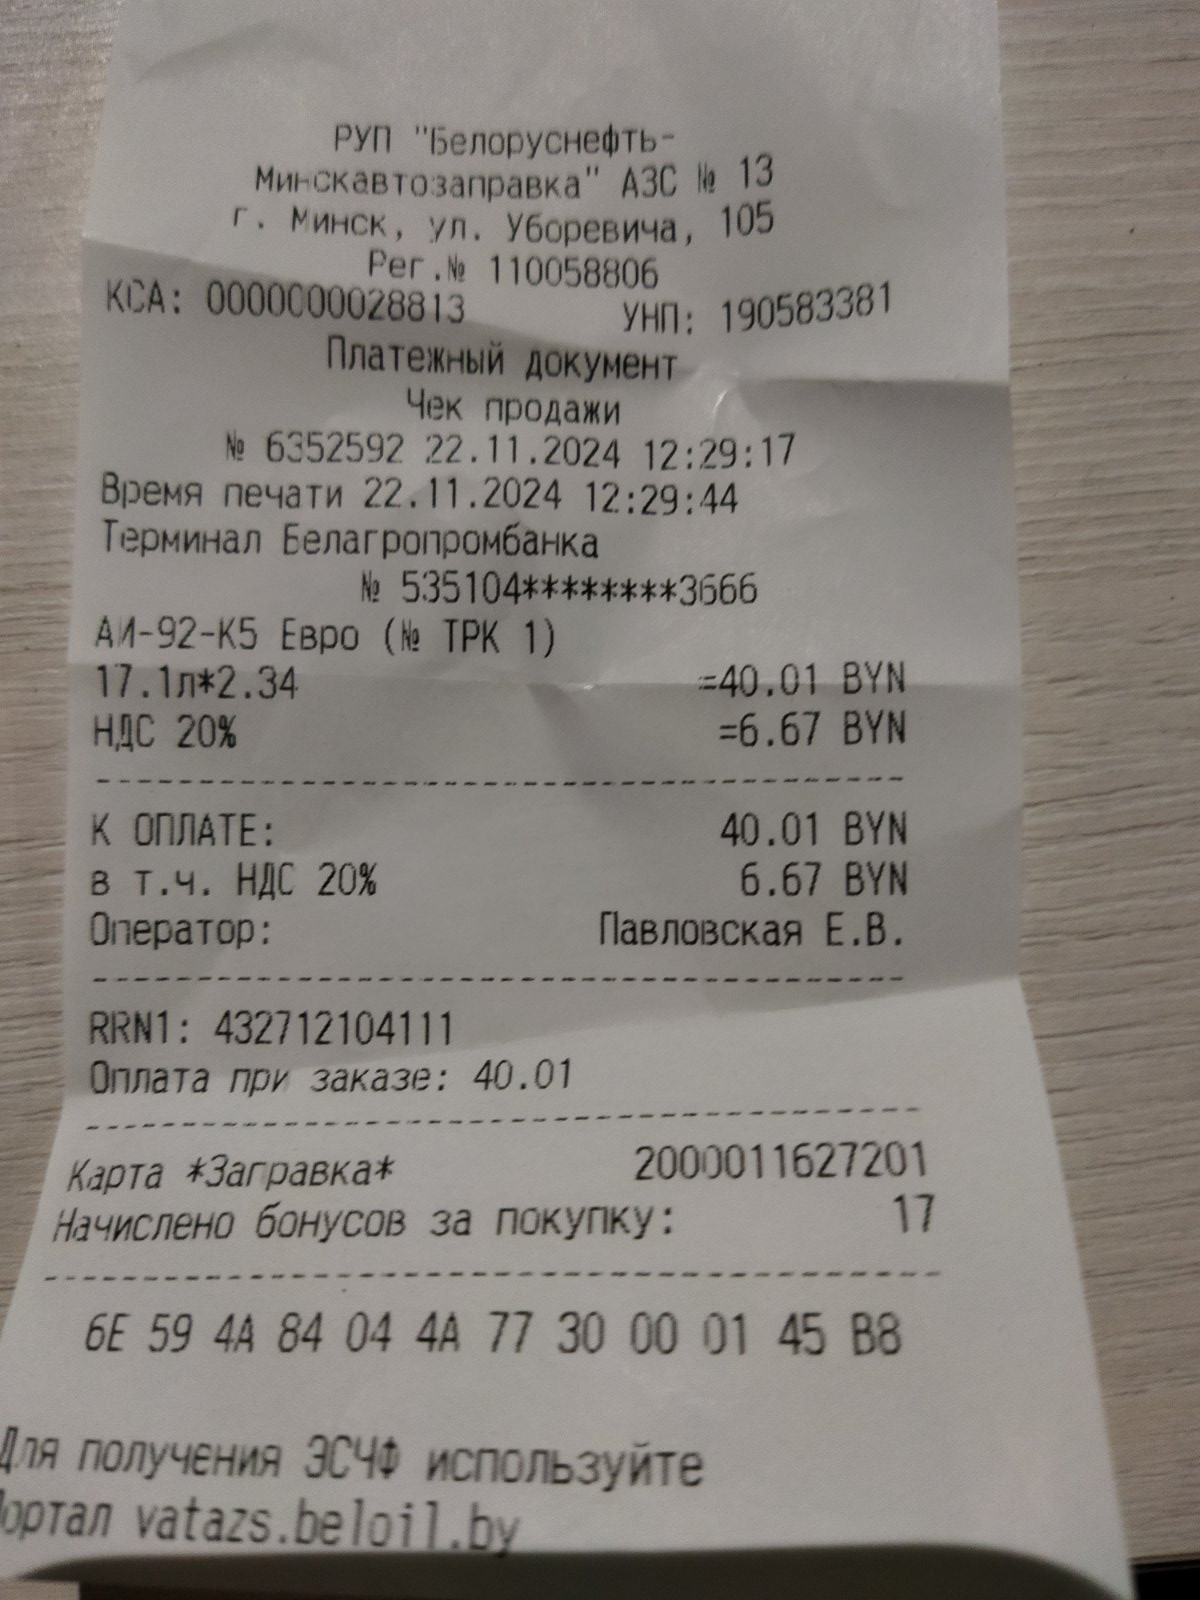 РУП "Белоруснефть-
Минскавтозаправка" АЗС № 13
г. Минск, ул. Уборевича, 105
Рег.№ 110058806
КСА: 0000000028813 УНП: 190583381
Платежный документ
Чек продажи
№ 6352592 22.11.2024 12:29:17
Время печати 22.11.2024 12:29:44
Терминал Белагропромбанка
№ 535104********3666
АИ-92-К5 Евро (№ ТРК 1)
17.1л*2.34 =40.01 BYN
НДС 20% =6.67 BYN
К ОПЛАТЕ: 40.01 BYN
в т.ч. НДС 20% 6.67 BYN
Оператор: Павловская Е.В.
RRN1: 432712104111
Оплата при заказе: 40.01
Карта *Загравка* 2000011627201
Начислено бонусов за покупку: 17
6E 59 4A 84 04 4A 77 30 00 01 45 B8
Для получения ЭСЧФ используйте
Портал vatazs.beloil.by